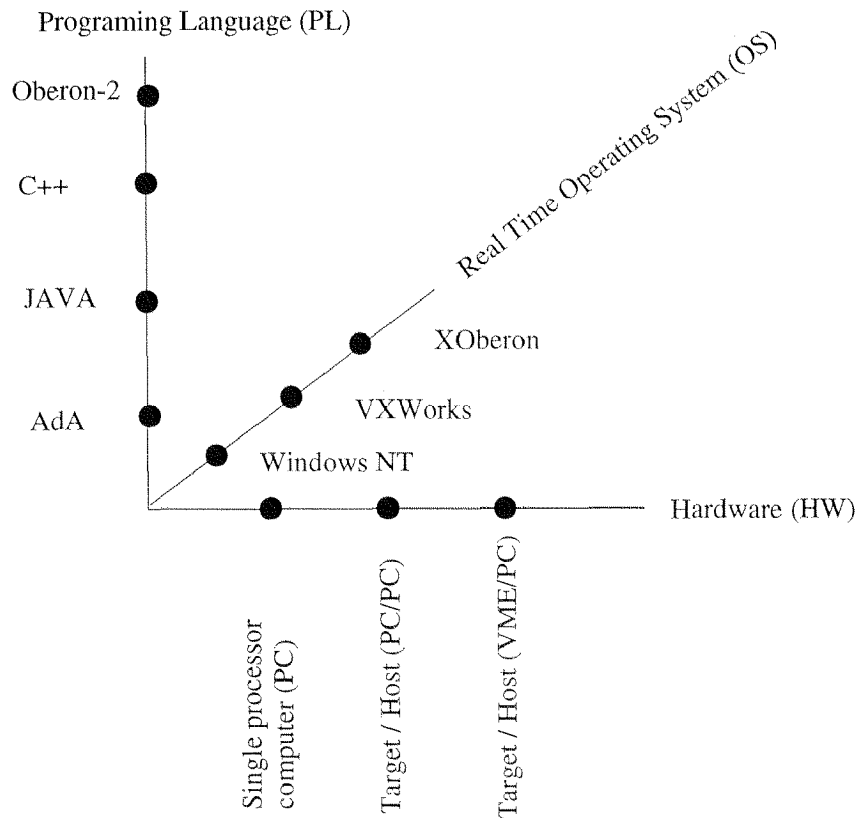 Programing Language (PL)
Oberon-2
C++
JAVA
AdA
Real Time Operating System (OS)
XOberon
VXWorks
Windows NT
Hardware (HW)
Single processor
computer (PC)
Target / Host (PC/PC)
Target / Host (VME/PC)